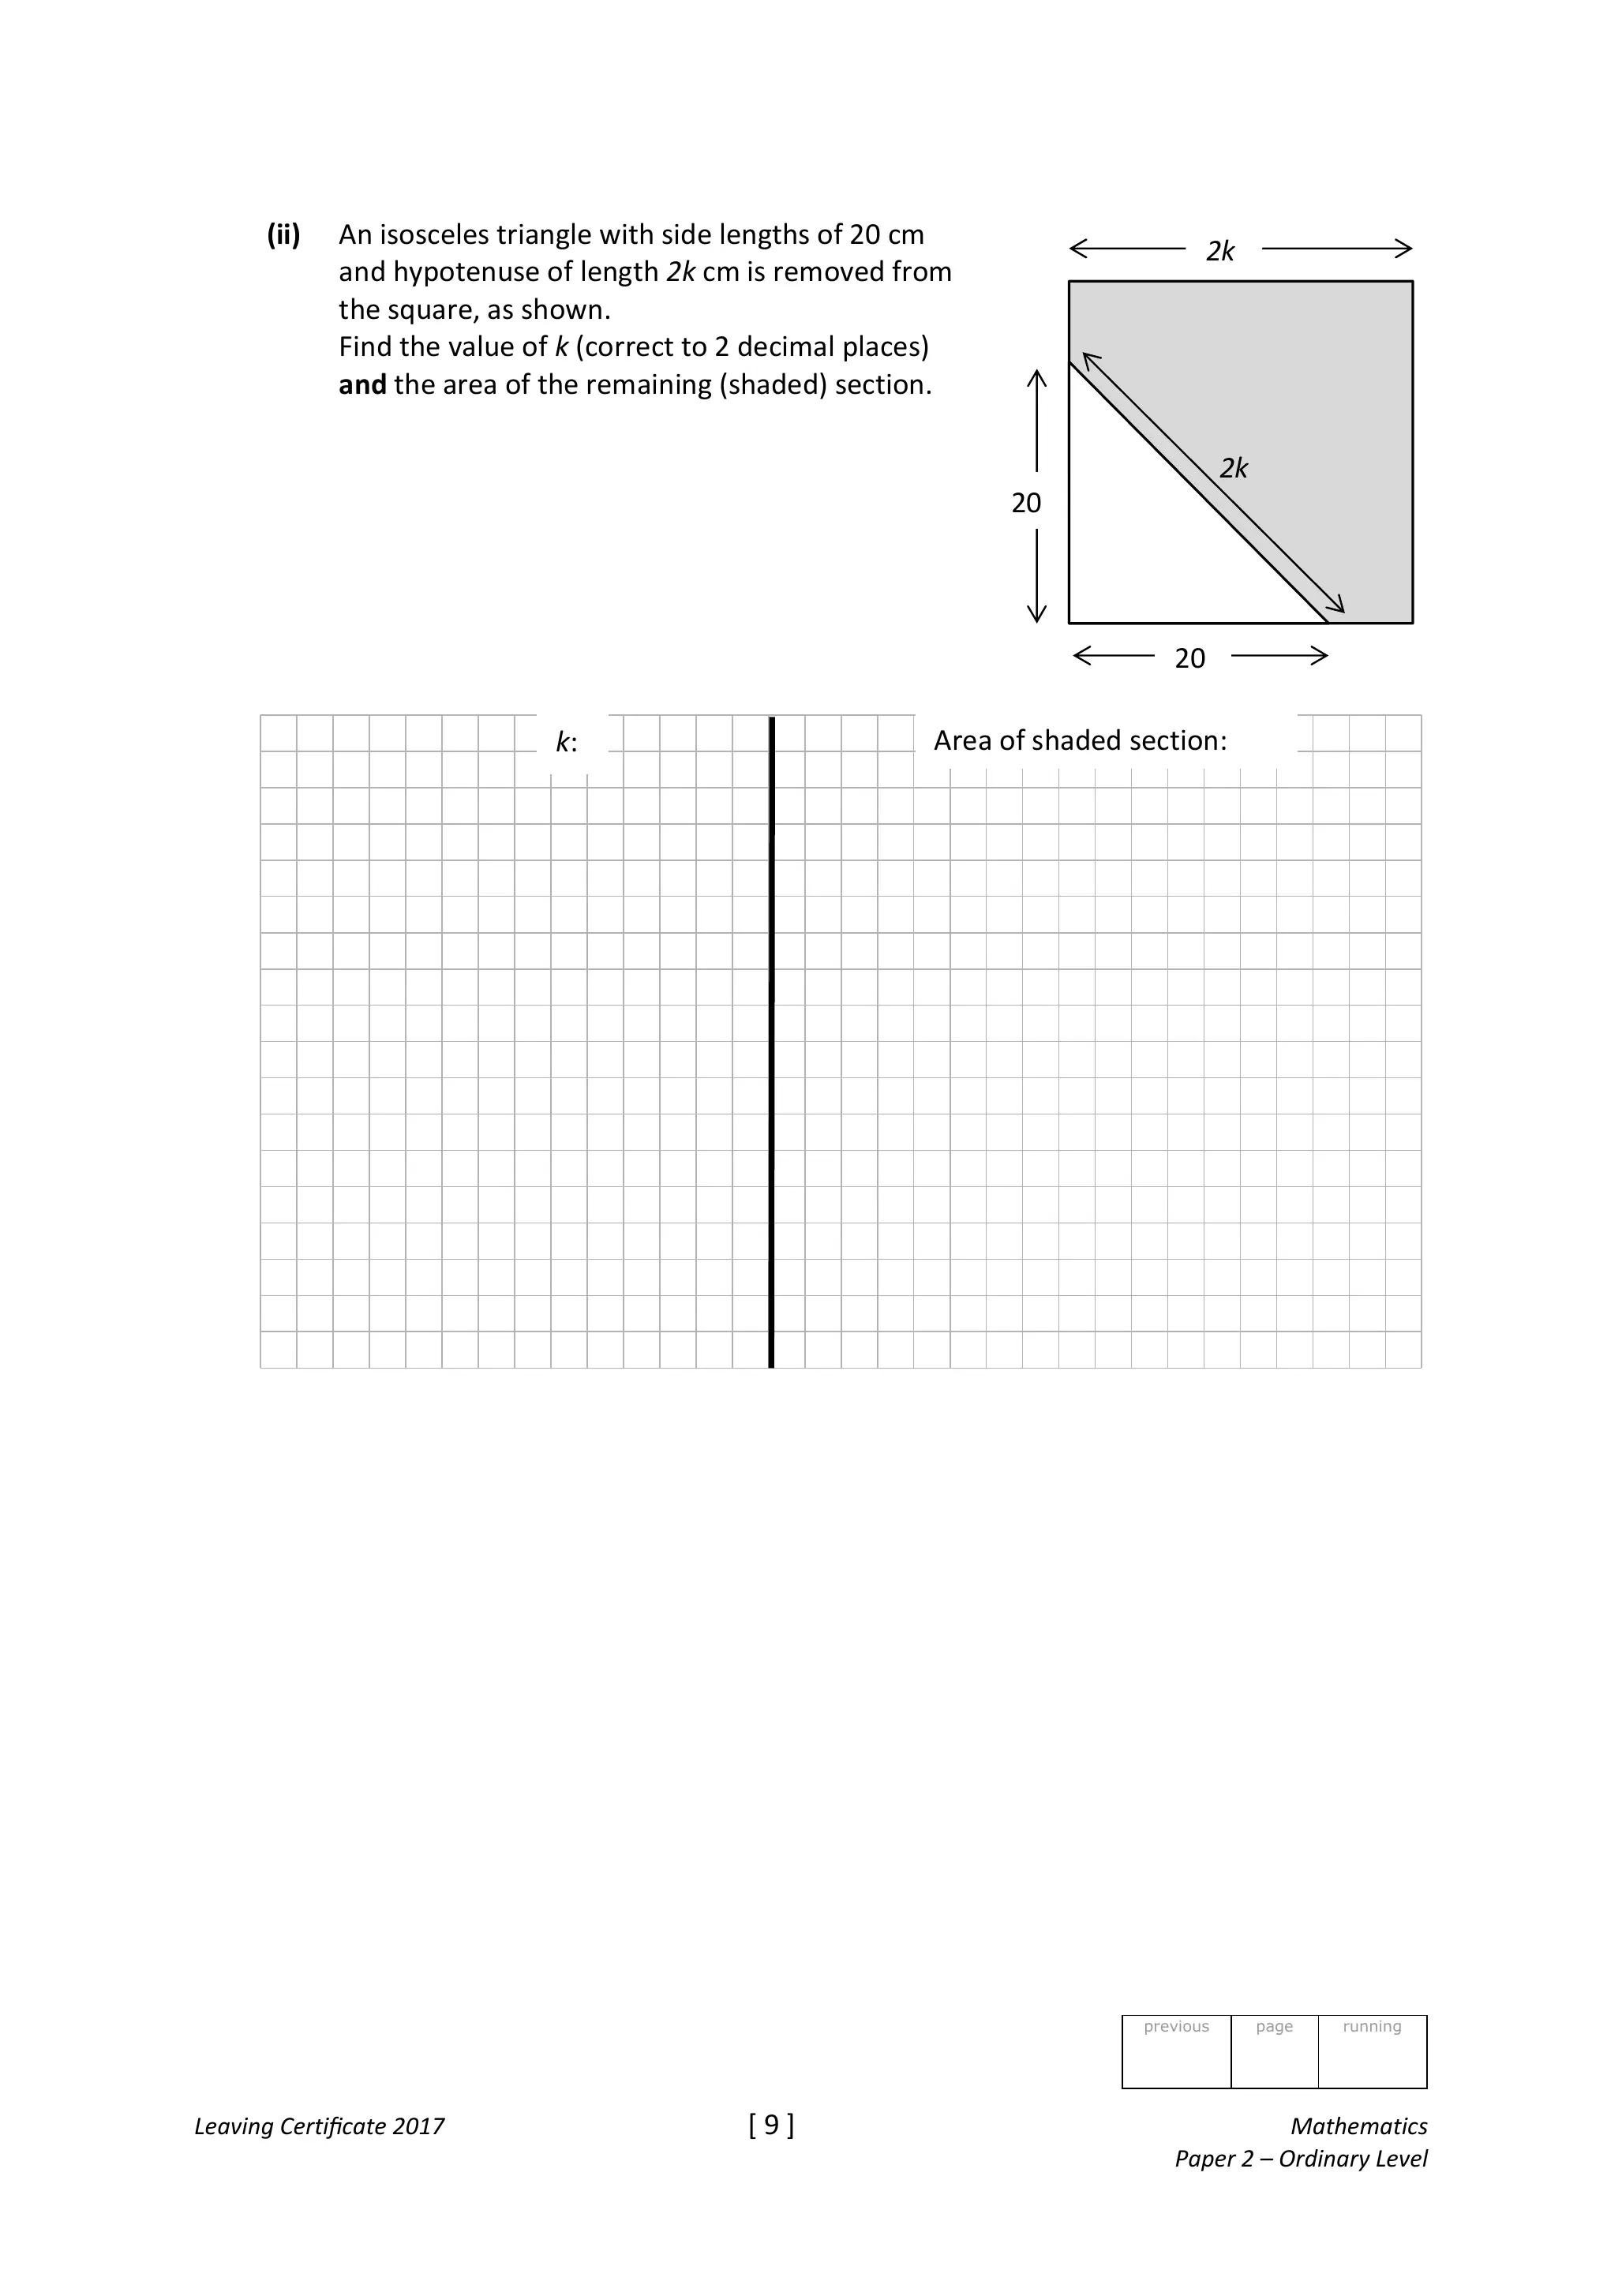 (ii) An isosceles triangle with side lengths of 20 cm
and hypotenuse of length 2k cm is removed from
the square, as shown.
Find the value of k (correct to 2 decimal places)
and the area of the remaining (shaded) section.
2k
2k
20
20
k:
Area of shaded section:
previous page running
Leaving Certificate 2017 [ 9 ] Mathematics
Paper 2 – Ordinary Level